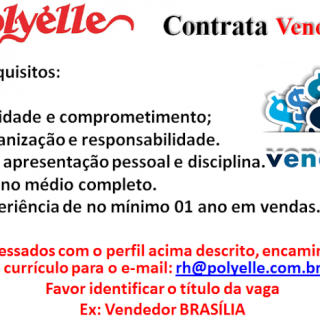 Polyélle
Contrata Vend
quisitos:
idade e comprometimento;
anização e responsabilidade.
apresentação pessoal e disciplina.
no médio completo.
eriência de no mínimo 01 ano em vendas.
vend
essados com o perfil acima descrito, encamin
currículo para o e-mail: rh@polyelle.com.br
Favor identificar o título da vaga
Ex: Vendedor BRASÍLIA